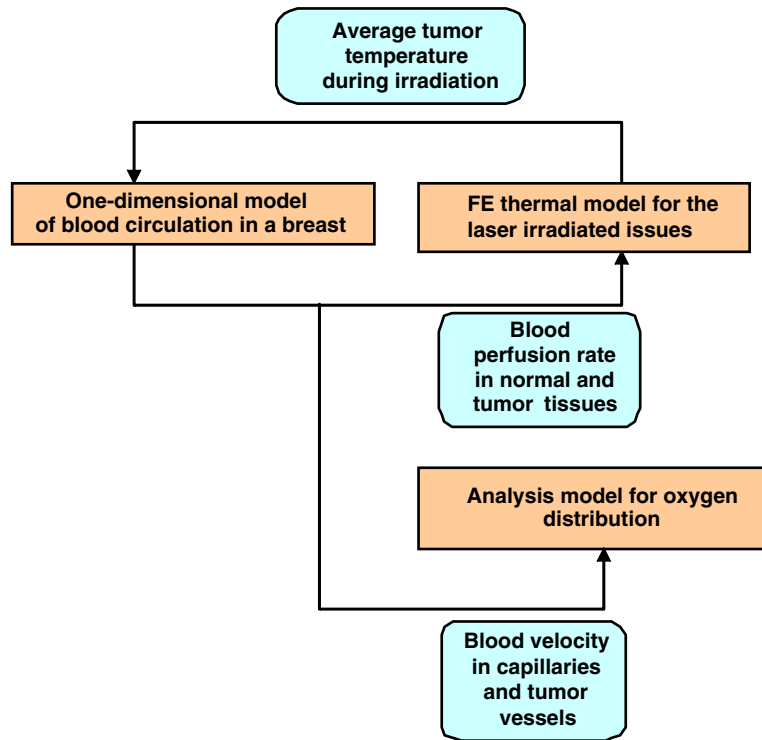 Average tumor
temperature
during irradiation
One-dimensional model
of blood circulation in a breast
FE thermal model for the
laser irradiated issues
Blood
perfusion rate
in normal and
tumor tissues
Analysis model for oxygen
distribution
Blood velocity
in capillaries
and tumor
vessels